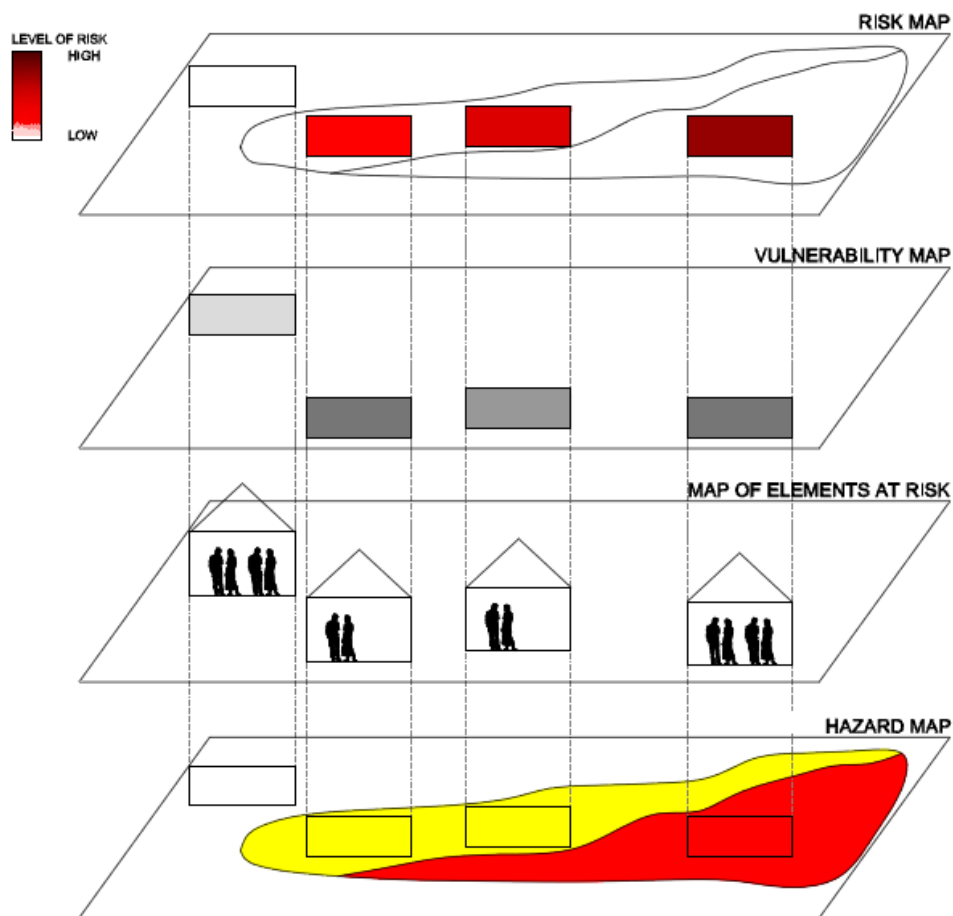 RISK MAP
LEVEL OF RISK
HIGH
LOW
VULNERABILITY MAP
MAP OF ELEMENTS AT RISK
HAZARD MAP